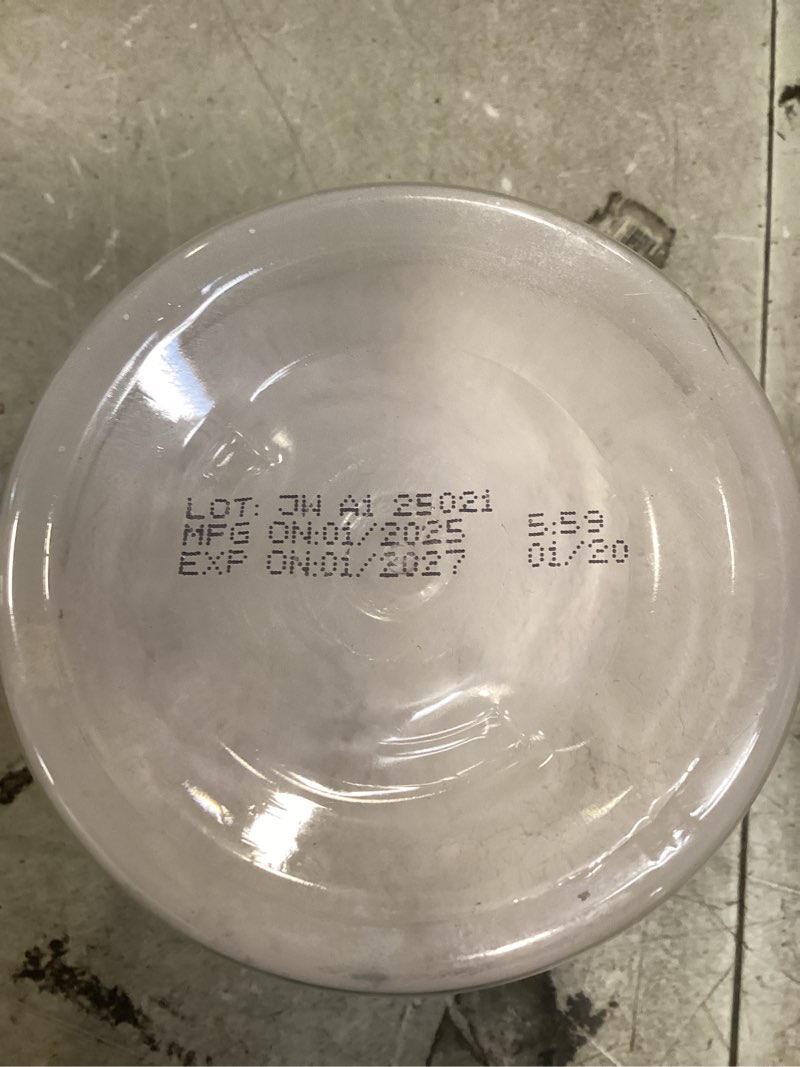 LOT: JW A1 25021
MFG ON:01/2025 5:59
EXP ON:01/2027 01/20